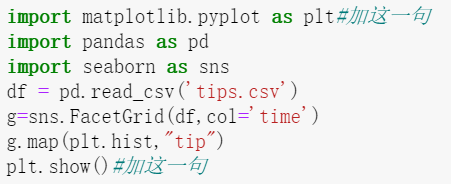 import matplotlib.pyplot as plt#加这一句
import pandas as pd
import seaborn as sns
df = pd.read_csv('tips.csv')
g=sns.FacetGrid(df,col='time')
g.map(plt.hist,"tip")
plt.show()#加这一句